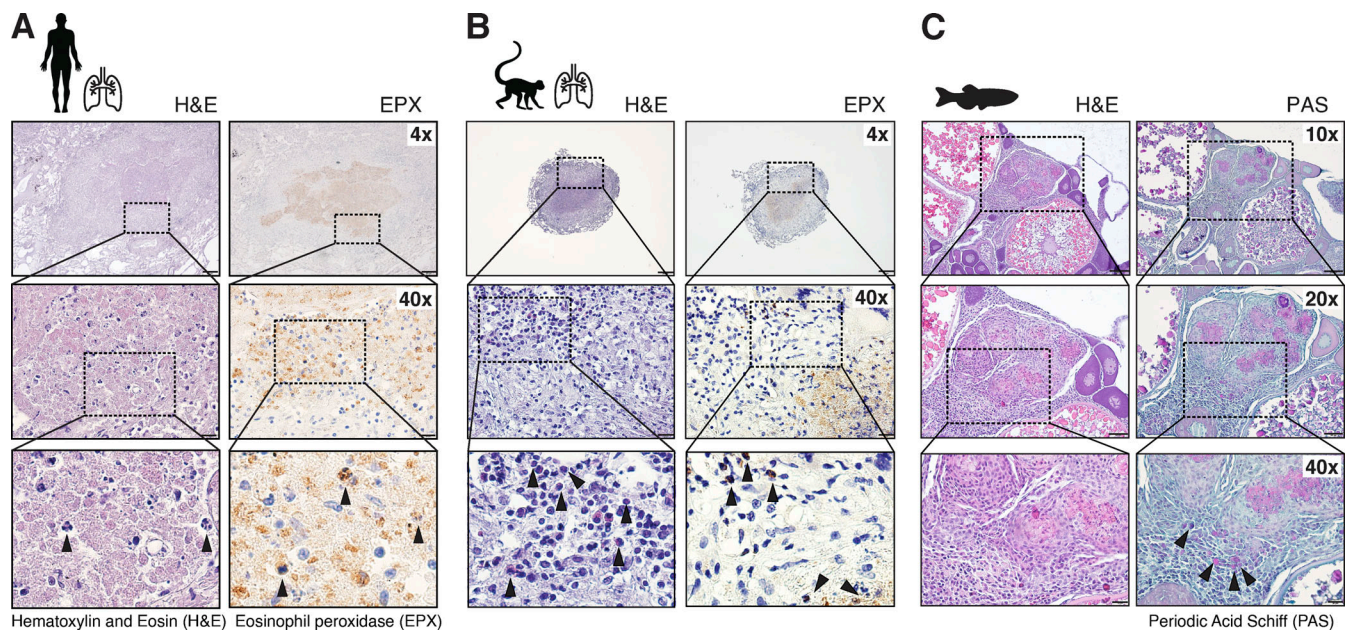 A
H&E
EPX
4x
40x
Hematoxylin and Eosin (H&E)
Eosinophil peroxidase (EPX)
B
H&E
EPX
4x
40x
C
H&E
PAS
10x
20x
40x
Periodic Acid Schiff (PAS)